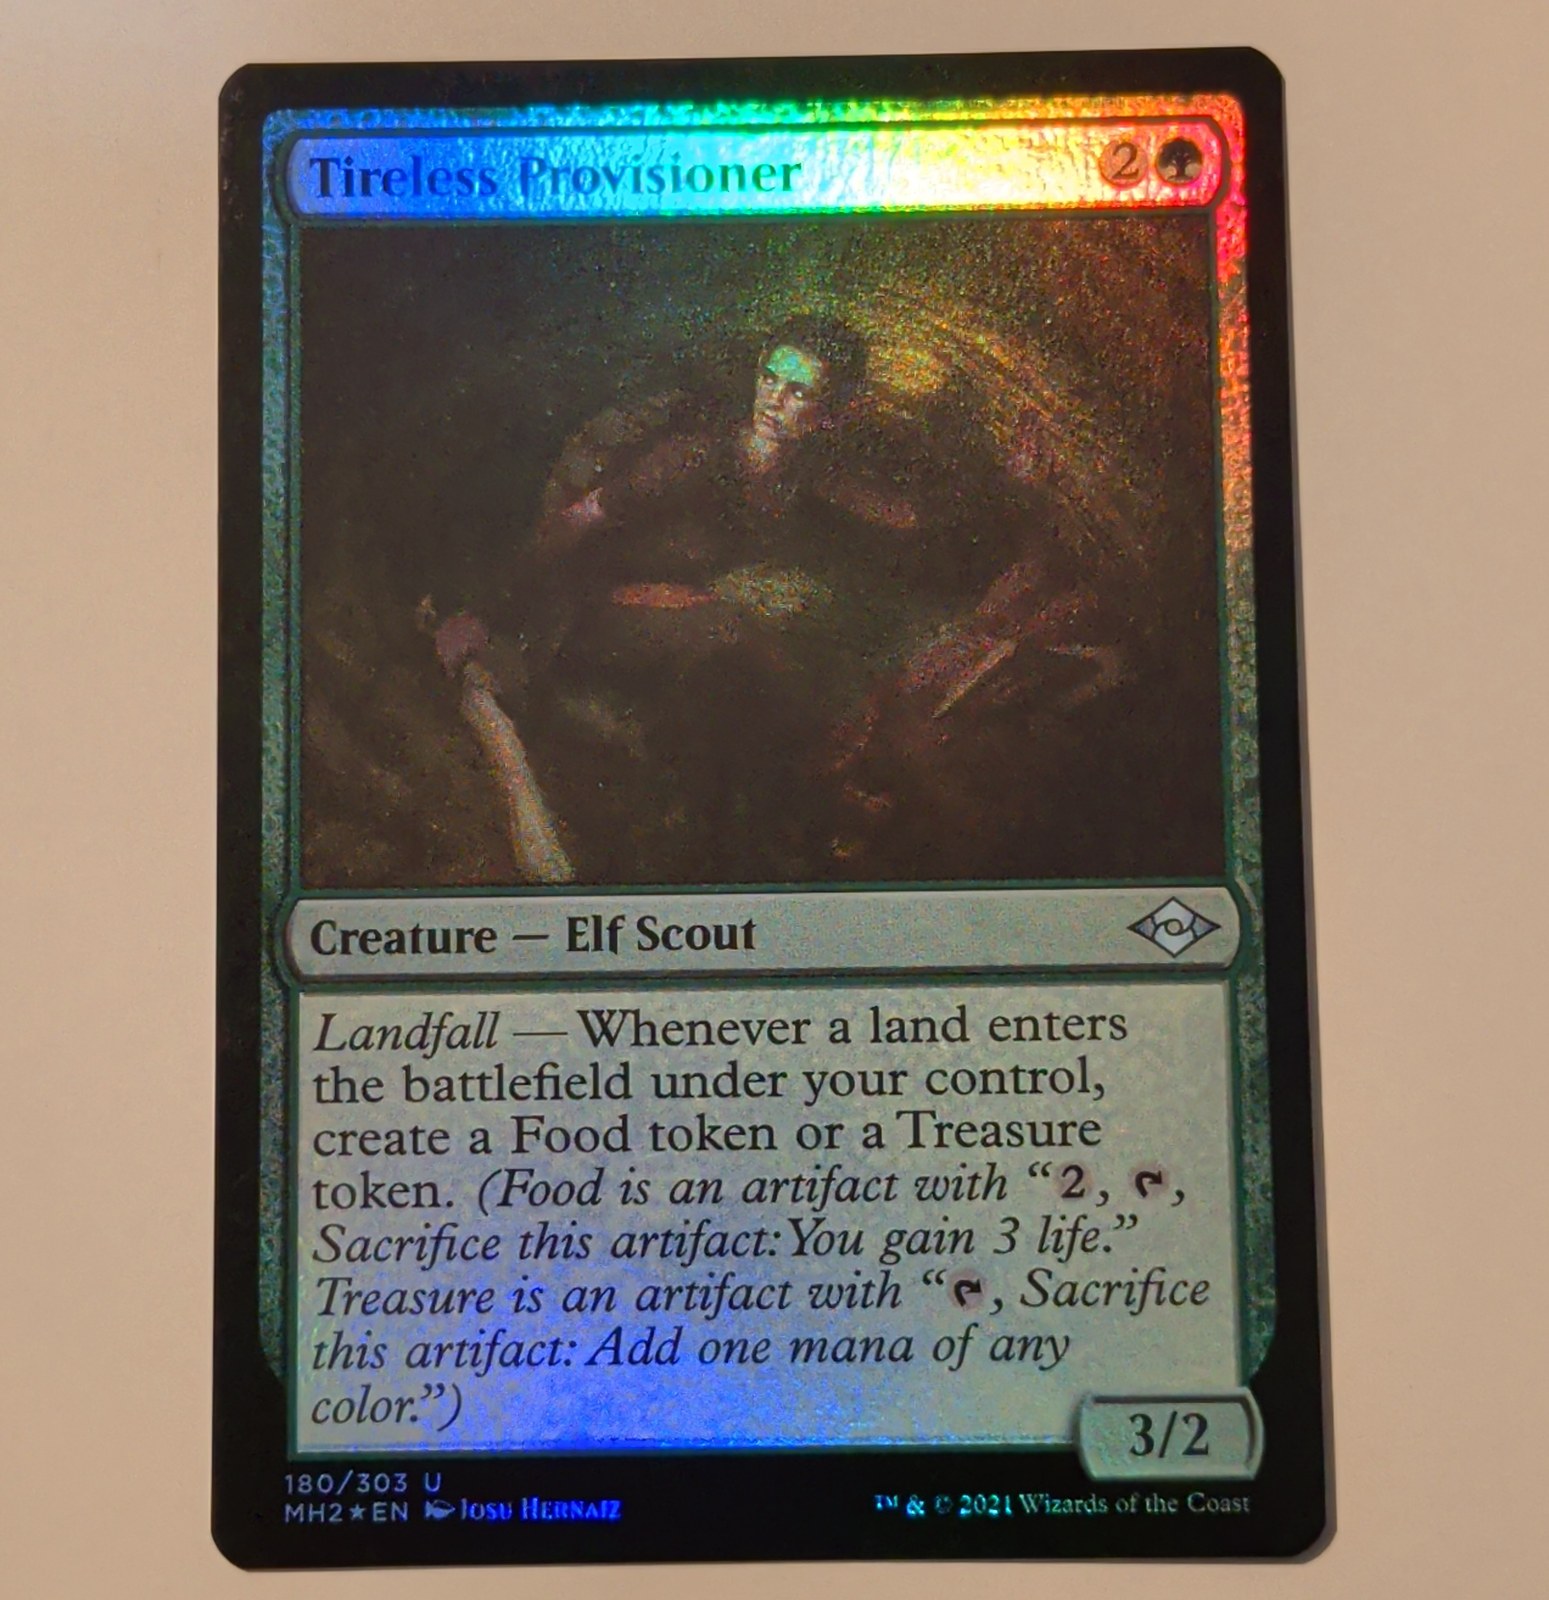 Tireless Provisioner 2
Creature — Elf Scout
Landfall — Whenever a land enters
the battlefield under your control,
create a Food token or a Treasure
token. (Food is an artifact with “2, ,
Sacrifice this artifact: You gain 3 life.”
Treasure is an artifact with “ , Sacrifice
this artifact: Add one mana of any
color.”)
3/2
180/303 U
MH2★EN Josu Hernaiz
™ & © 2021 Wizards of the Coast